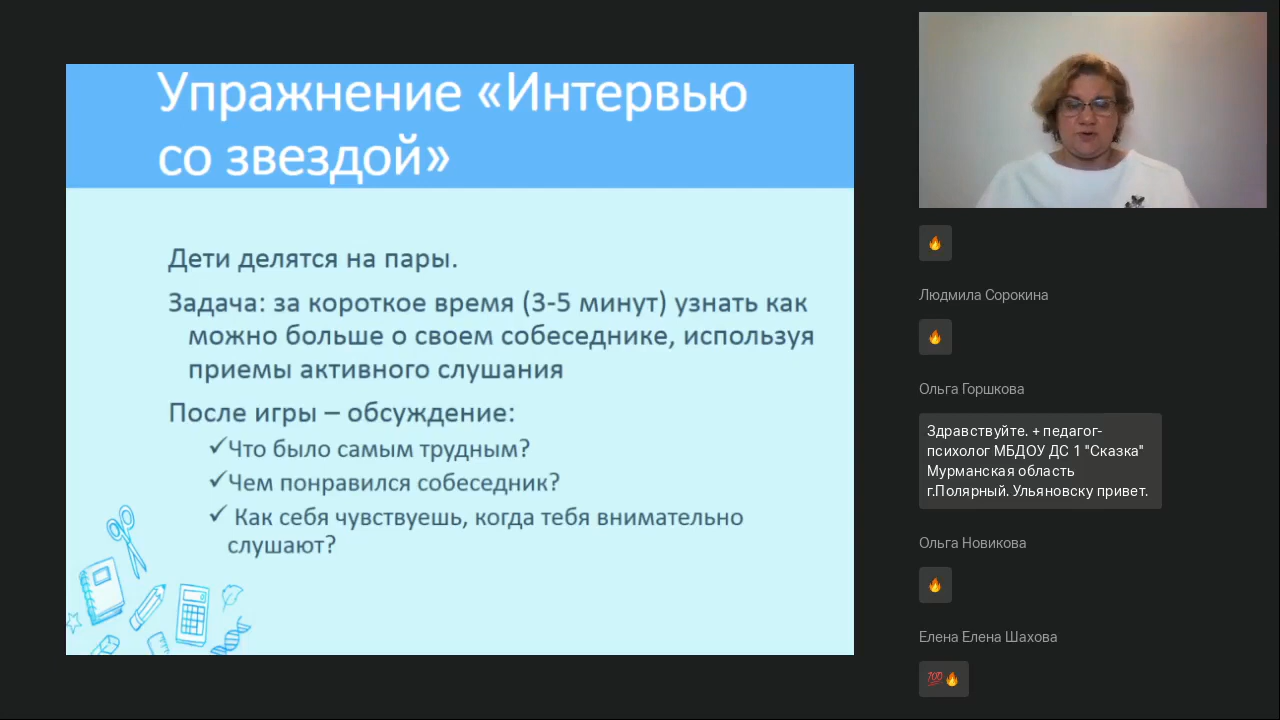 Упражнение «Интервью
со звездой»
Дети делятся на пары.
Задача: за короткое время (3-5 минут) узнать как
можно больше о своем собеседнике, используя
приемы активного слушания
После игры – обсуждение:
✓Что было самым трудным?
✓Чем понравился собеседник?
✓ Как себя чувствуешь, когда тебя внимательно
слушают?
🔥
Людмила Сорокина
🔥
Ольга Горшкова
Здравствуйте. + педагог-
психолог МБДОУ ДС 1 "Сказка"
Мурманская область
г.Полярный. Ульяновску привет.
Ольга Новикова
🔥
Елена Елена Шахова
💯🔥